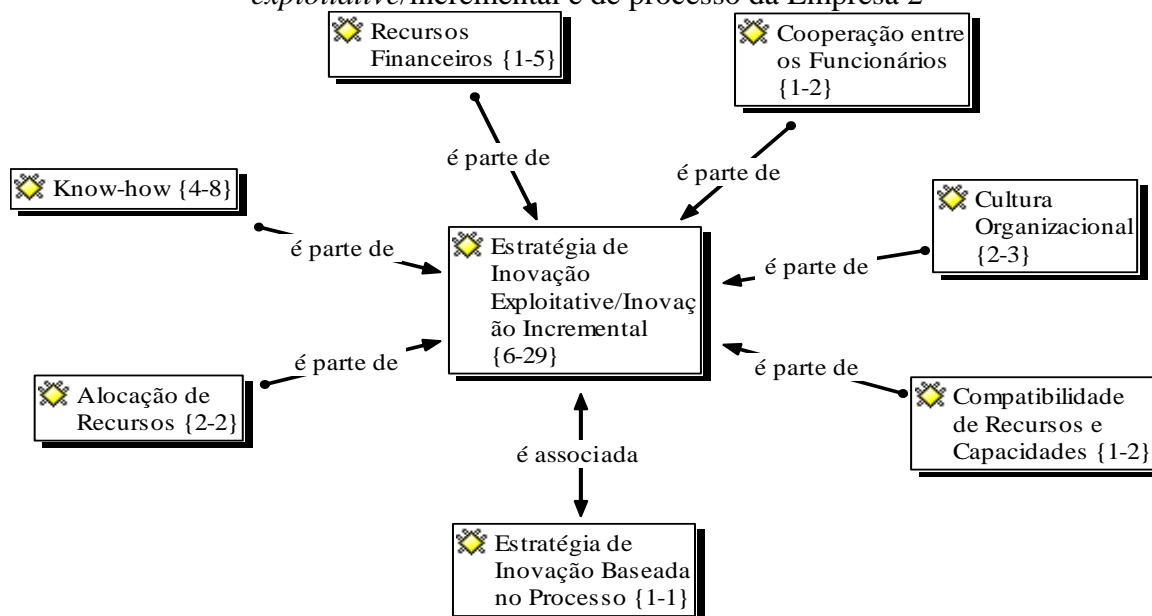 exploitative/incremental e de processo da Empresa 2
Recursos
Financeiros {1-5}
Cooperação entre
os Funcionários
{1-2}
é parte de
é parte de
Know-how {4-8}
Cultura
Organizacional
{2-3}
é parte de
Estratégia de
Inovação
Exploitative/Inovaç
ão Incremental
{6-29}
é parte de
é parte de
é parte de
Alocação de
Recursos {2-2}
Compatibilidade
de Recursos e
Capacidades {1-2}
é associada
Estratégia de
Inovação Baseada
no Processo {1-1}